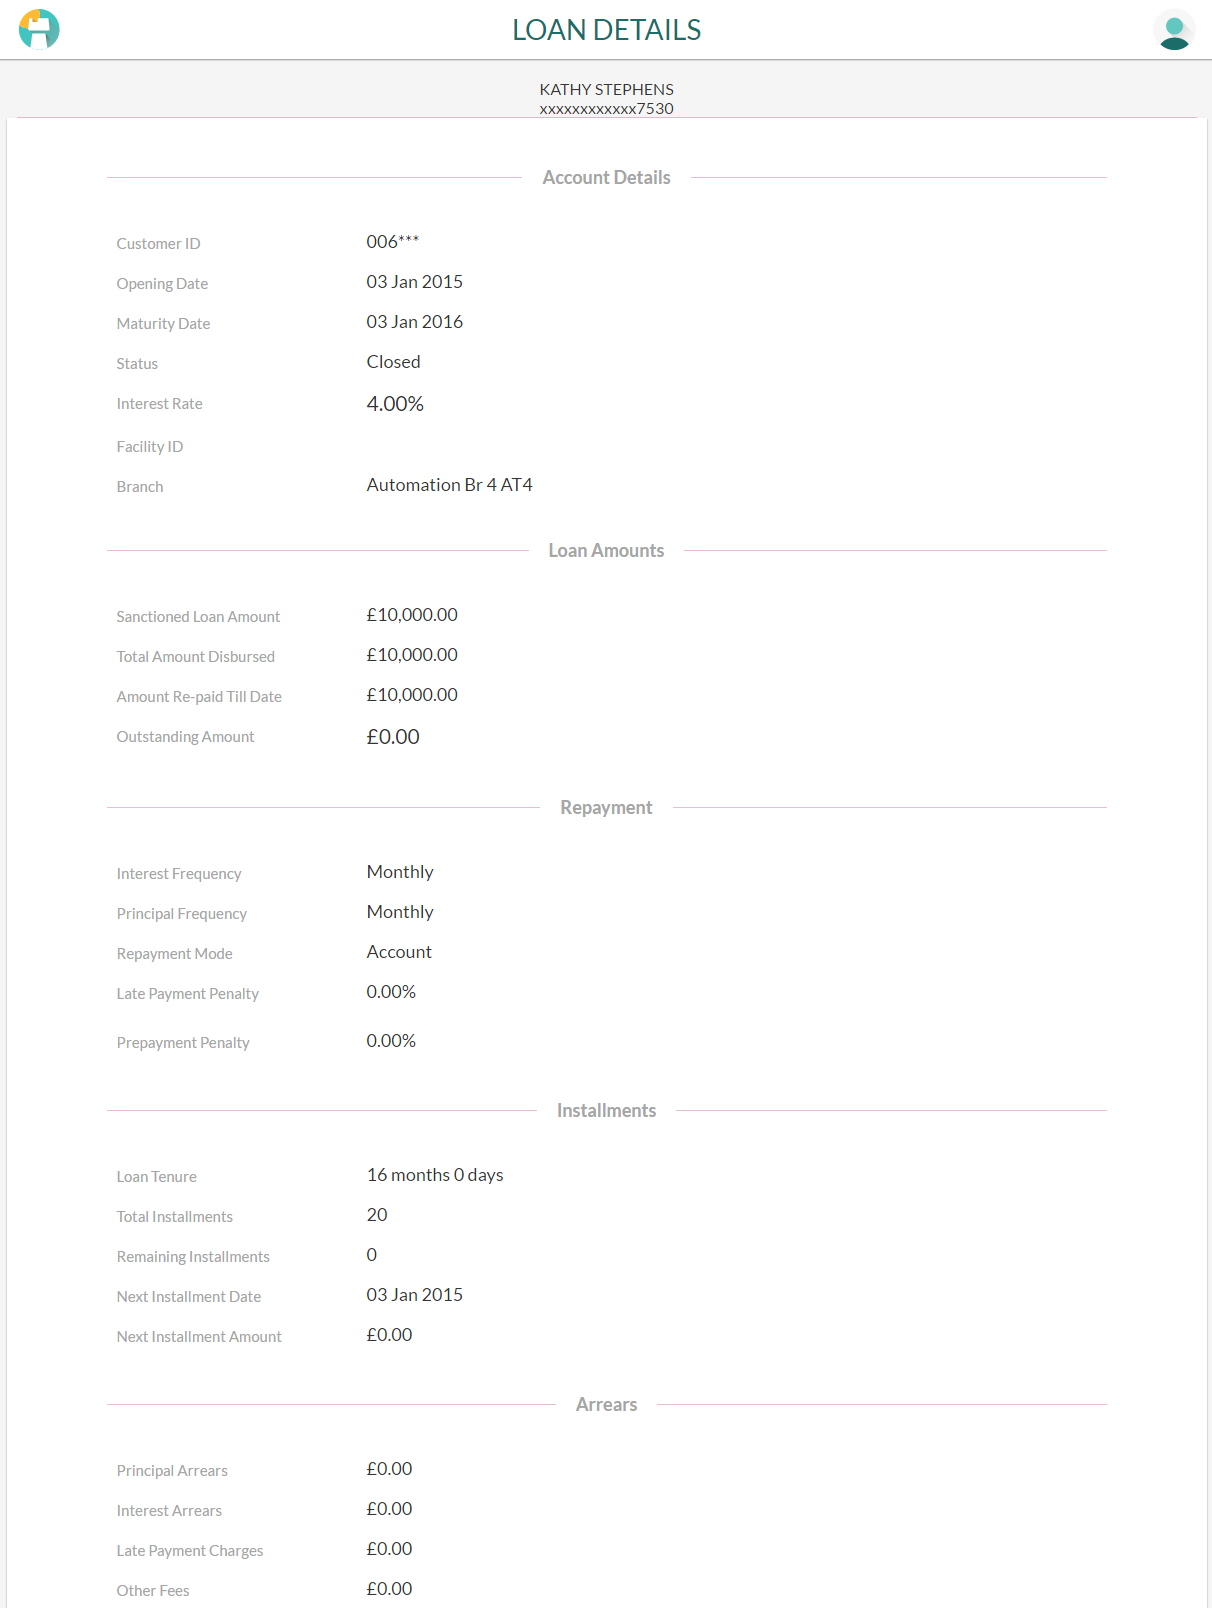 LOAN DETAILS
KATHY STEPHENS
xxxxxxxxxxxx7530
Account Details
Customer ID 006***
Opening Date 03 Jan 2015
Maturity Date 03 Jan 2016
Status Closed
Interest Rate 4.00%
Facility ID
Branch Automation Br 4 AT4
Loan Amounts
Sanctioned Loan Amount £10,000.00
Total Amount Disbursed £10,000.00
Amount Re-paid Till Date £10,000.00
Outstanding Amount £0.00
Repayment
Interest Frequency Monthly
Principal Frequency Monthly
Repayment Mode Account
Late Payment Penalty 0.00%
Prepayment Penalty 0.00%
Installments
Loan Tenure 16 months 0 days
Total Installments 20
Remaining Installments 0
Next Installment Date 03 Jan 2015
Next Installment Amount £0.00
Arrears
Principal Arrears £0.00
Interest Arrears £0.00
Late Payment Charges £0.00
Other Fees £0.00